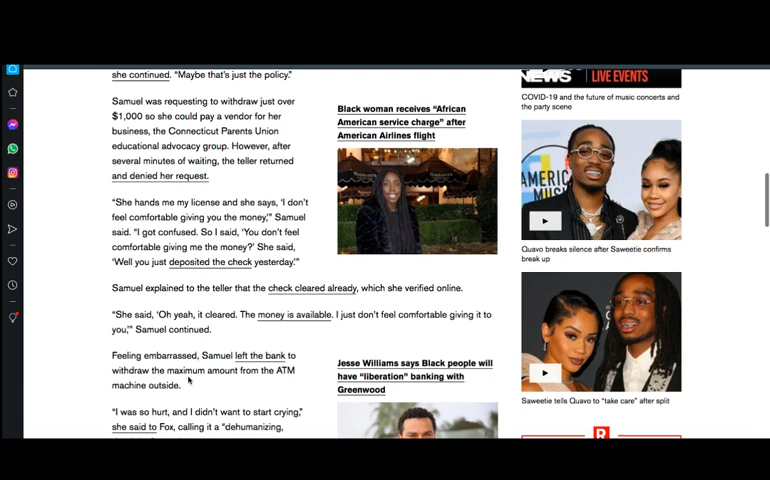 she continued. “Maybe that’s just the policy.”
Samuel was requesting to withdraw just over
$1,000 so she could pay a vendor for her
business, the Connecticut Parents Union
educational advocacy group. However, after
several minutes of waiting, the teller returned
and denied her request.
“She hands me my license and she says, ‘I don’t
feel comfortable giving you the money,’” Samuel
said. “I got confused. So I said, ‘You don’t feel
comfortable giving me the money?’ She said,
‘Well you just deposited the check yesterday.’”
Samuel explained to the teller that the check cleared already, which she verified online.
“She said, ‘Oh yeah, it cleared. The money is available. I just don’t feel comfortable giving it to
you,’” Samuel continued.
Feeling embarrassed, Samuel left the bank to
withdraw the maximum amount from the ATM
machine outside.
“I was so hurt, and I didn’t want to start crying,”
she said to Fox, calling it a “dehumanizing,
Black woman receives “African
American service charge” after
American Airlines flight
Jesse Williams says Black people will
have “liberation” banking with
Greenwood
NEWS LIVE EVENTS
COVID-19 and the future of music concerts and
the party scene
AMERIC
MUSI
Quavo breaks silence after Saweetie confirms
break up
Saweetie tells Quavo to “take care” after split
R